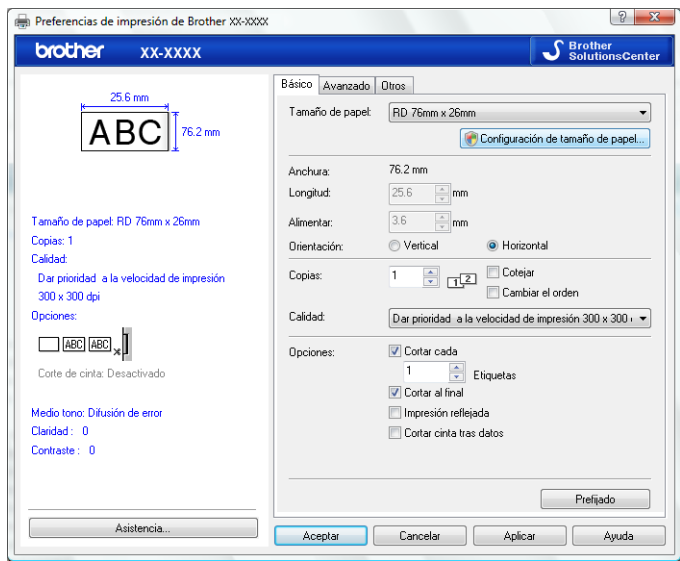 Preferencias de impresión de Brother XX-XXXX
brother XX-XXXX
Brother
SolutionsCenter
25.6 mm
ABC
76.2 mm
Tamaño de papel: RD 76mm x 26mm
Copias: 1
Calidad:
Dar prioridad a la velocidad de impresión
300 x 300 dpi
Opciones:
ABC ABC
Corte de cinta: Desactivado
Medio tono: Difusión de error
Claridad : 0
Contraste : 0
Asistencia...
Básico Avanzado Otros
Tamaño de papel: RD 76mm x 26mm
Configuración de tamaño de papel...
Anchura: 76.2 mm
Longitud: 25.6 mm
Alimentar: 3.6 mm
Orientación: Vertical Horizontal
Copias: 1 1 2 Cotejar
Cambiar el orden
Calidad: Dar prioridad a la velocidad de impresión 300 x 300
Opciones: Cortar cada
1 Etiquetas
Cortar al final
Impresión reflejada
Cortar cinta tras datos
Prefijado
Aceptar Cancelar Aplicar Ayuda